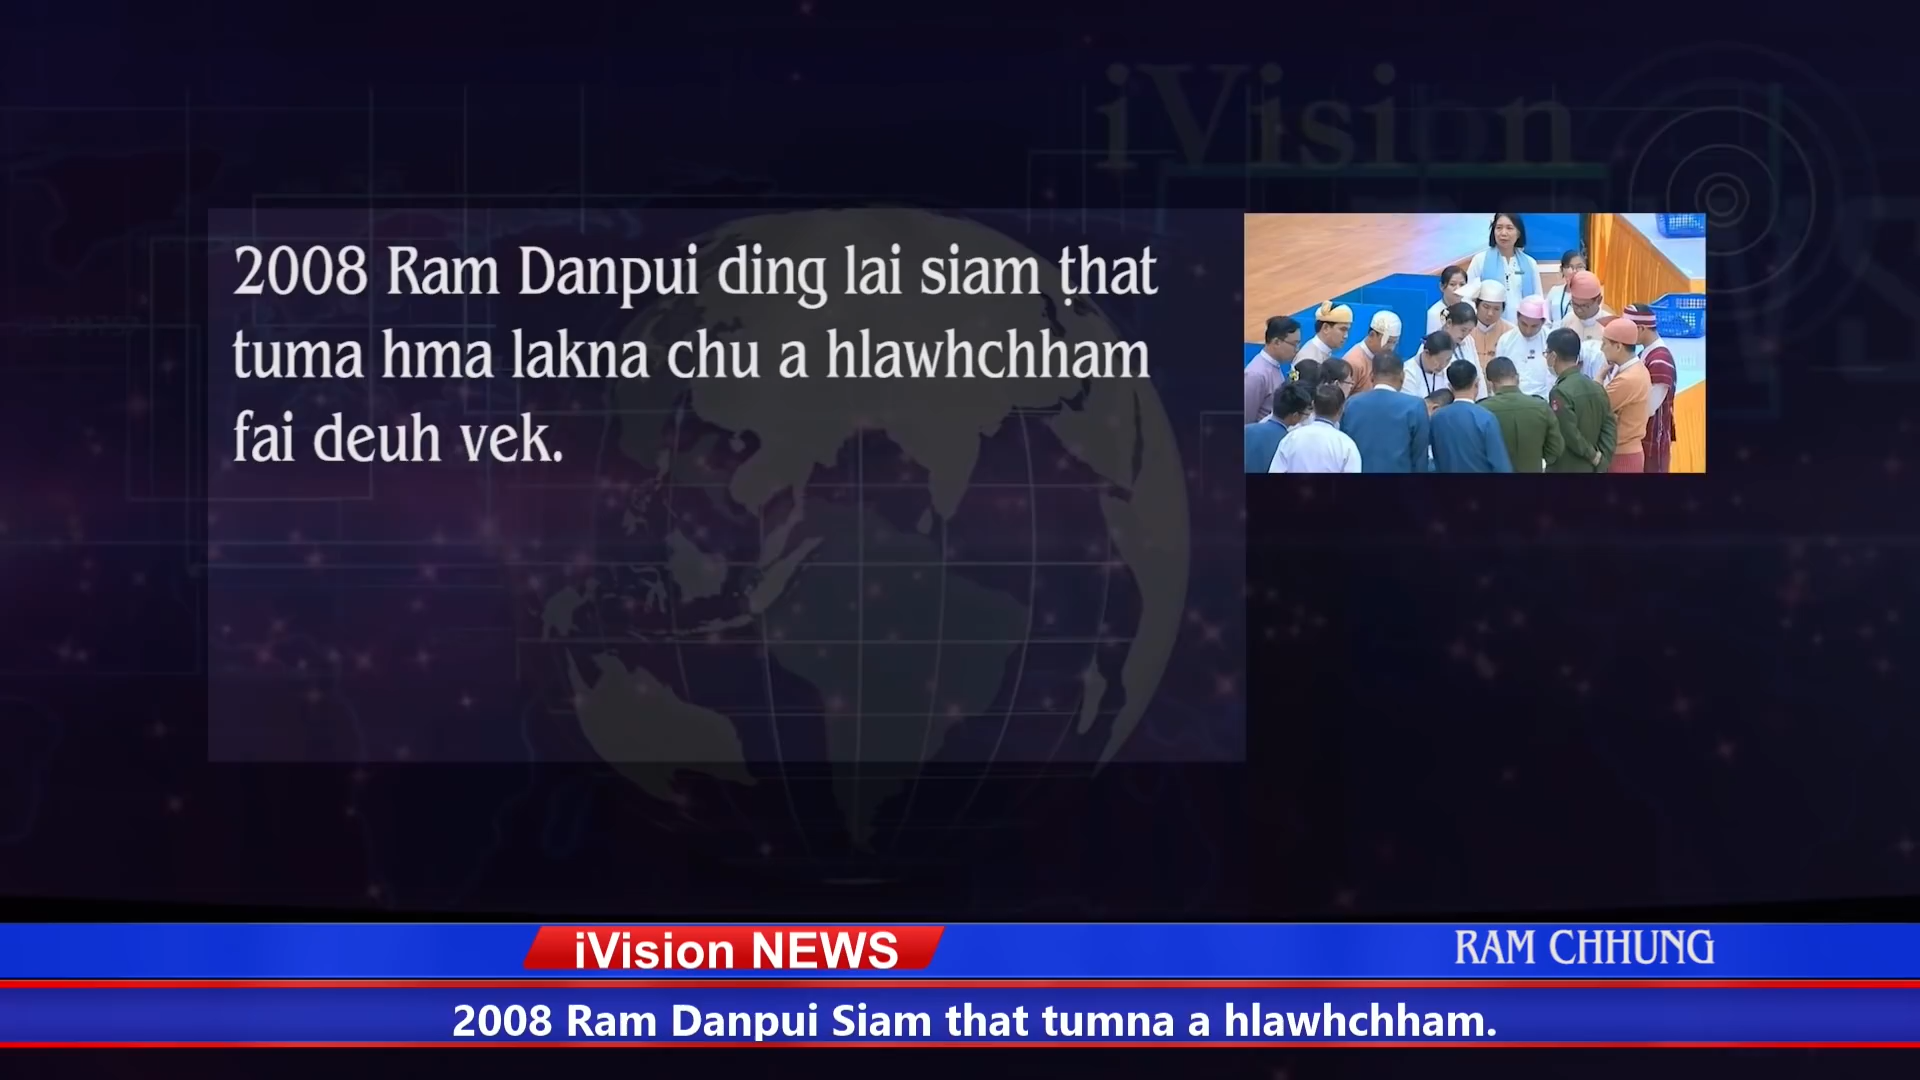 iVision
2008 Ram Danpui ding lai siam ṭhat
tuma hma lakna chu a hlawhchham
fai deuh vek.
iVision NEWS
RAM CHHUNG
2008 Ram Danpui Siam that tumna a hlawhchham.